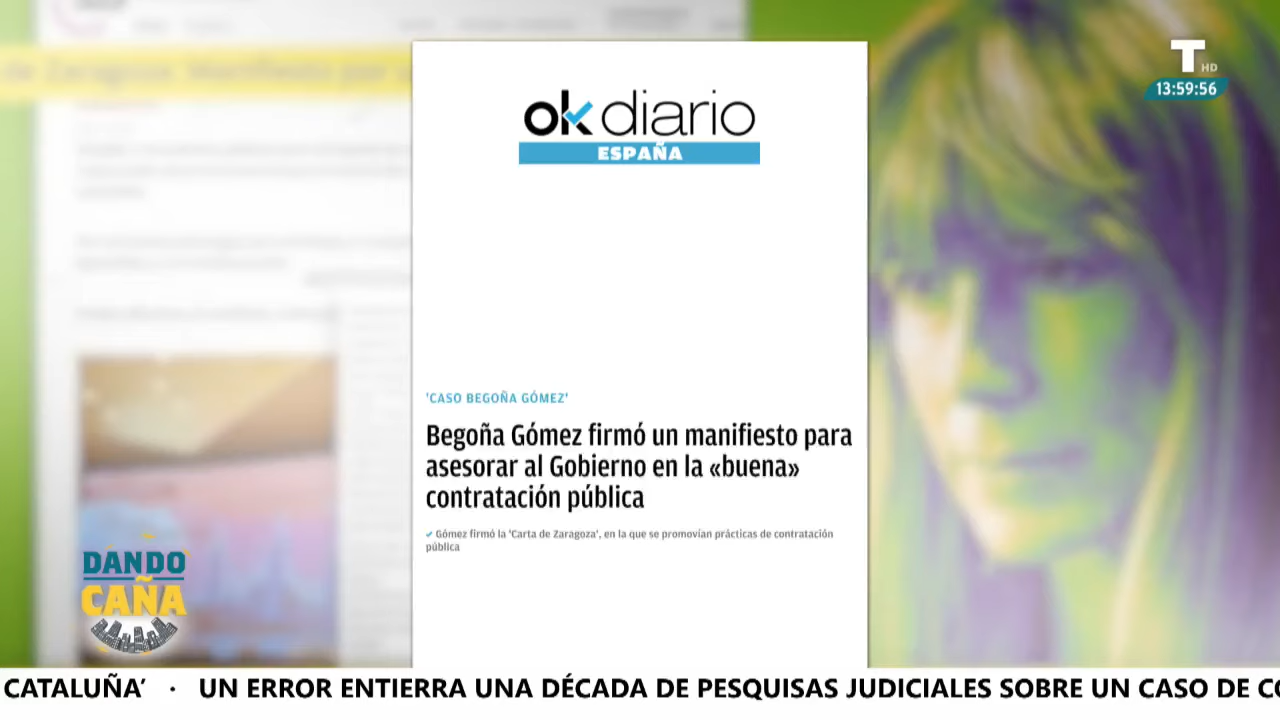 T HD
13:59:56
ok diario
ESPAÑA
'CASO BEGOÑA GÓMEZ'
Begoña Gómez firmó un manifiesto para
asesorar al Gobierno en la «buena»
contratación pública
Gómez firmó la 'Carta de Zaragoza', en la que se promovían prácticas de contratación
pública
DANDO
CAÑA
CATALUÑA' · UN ERROR ENTIERRA UNA DÉCADA DE PESQUISAS JUDICIALES SOBRE UN CASO DE